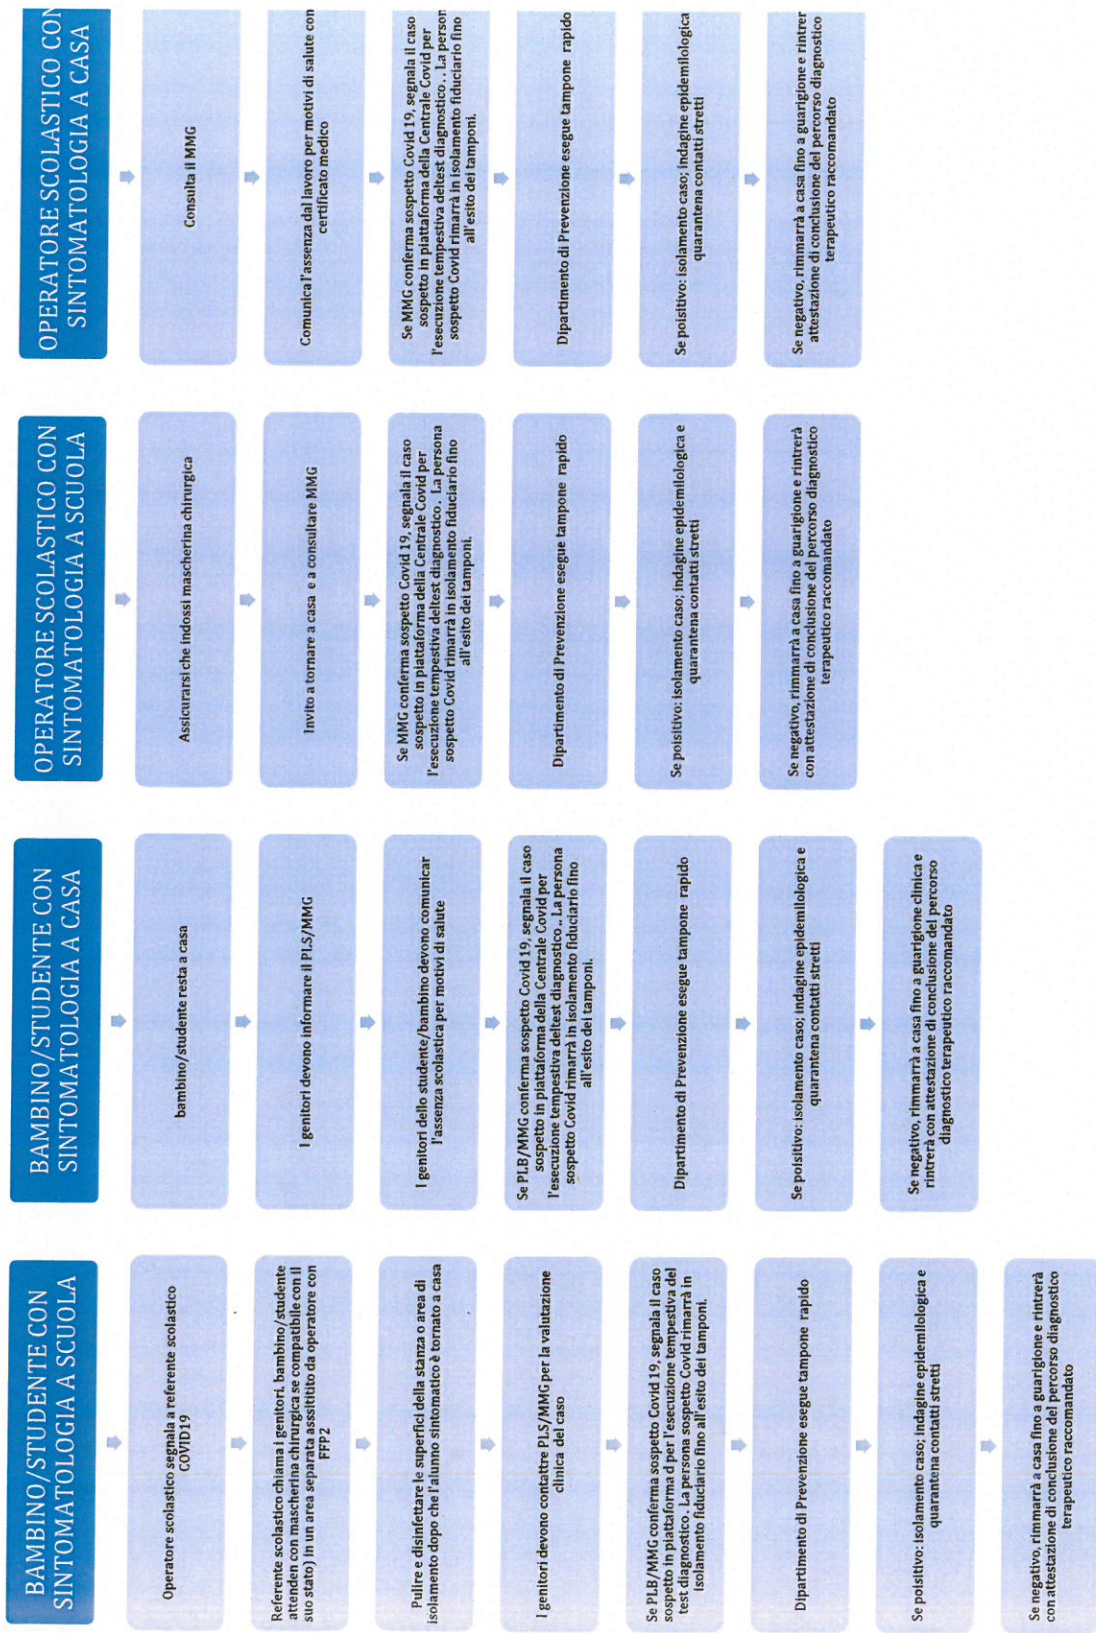 BAMBINO/STUDENTE CON
SINTOMATOLOGIA A SCUOLA
Operatore scolastico segnala a referente scolastico
COVID19
Referente scolastico chiama i genitori, bambino/studente
attenden con mascherina chirurgica se compatibile con il
suo stato) in un area separata asssitito da operatore con
FFP2
Pulire e disinfettare le superfici della stanza o area di
isolamento dopo che l'alunno sintomatico è tornato a casa
I genitori devono contattre PLS/MMG per la valutazione
clinica del caso
Se PLB/MMG conferma sospetto Covid 19, segnala il caso
sospetto in piattaforma d per l'esecuzione tempestiva del
test diagnostico . La persona sospetto Covid rimarrà in
isolamento fiduciario fino all'esito dei tamponi.
Dipartimento di Prevenzione esegue tampone rapido
Se poisitivo: isolamento caso; indagine epidemilologica e
quarantena contatti stretti
Se negativo, rimmarrà a casa fino a guarigione e rintrerà
con attestazione di conclusione del percorso diagnostico
terapeutico raccomandato
BAMBINO/STUDENTE CON
SINTOMATOLOGIA A CASA
bambino/studente resta a casa
I genitori devono informare il PLS/MMG
I genitori dello studente/bambino devono comunicar
l'assenza scolastica per motivi di salute
Se PLB/MMG conferma sospetto Covid 19, segnala il caso
sospetto in piattaforma della Centrale Covid per
l'esecuzione tempestiva deltest diagnostico . . La persona
sospetto Covid rimarrà in isolamento fiduciario fino
all'esito dei tamponi.
Dipartimento di Prevenzione esegue tampone rapido
Se poisitivo: isolamento caso; indagine epidemilologica e
quarantena contatti stretti
Se negativo, rimmarrà a casa fino a guarigione clinica e
rintrerà con attestazione di conclusione del percorso
diagnostco terapeutico raccomandato
OPERATORE SCOLASTICO CON
SINTOMATOLOGIA A SCUOLA
Assicurarsi che indossi mascherina chirurgica
Invito a tornare a casa e a consultare MMG
Se MMG conferma sospetto Covid 19, segnala il caso
sospetto in piattaforma della Centrale Covid per
l'esecuzione tempestiva deltest diagnostico . La persona
sospetto Covid rimarrà in isolamento fiduciario fino
all'esito dei tamponi.
Dipartimento di Prevenzione esegue tampone rapido
Se poisitivo: isolamento caso; indagine epidemilologica e
quarantena contatti stretti
Se negativo, rimmarrà a casa fino a guarigione e rintrerà
con attestazione di conclusione del percorso diagnostico
terapeutico raccomandato
OPERATORE SCOLASTICO CON
SINTOMATOLOGIA A CASA
Consulta il MMG
Comunica l'assenza dal lavoro per motivi di salute con
certificato medico
Se MMG conferma sospetto Covid 19, segnala il caso
sospetto in piattaforma della Centrale Covid per
l'esecuzione tempestiva deltest diagnostico . . La person
sospetto Covid rimarrà in isolamento fiduciario fino
all'esito dei tamponi.
Dipartimento di Prevenzione esegue tampone rapido
Se poisitivo: isolamento caso; indagine epidemilologica e
quarantena contatti stretti
Se negativo, rimmarrà a casa fino a guarigione e rintrer
attestazione di conclusione del percorso diagnostico
terapeutico raccomandato